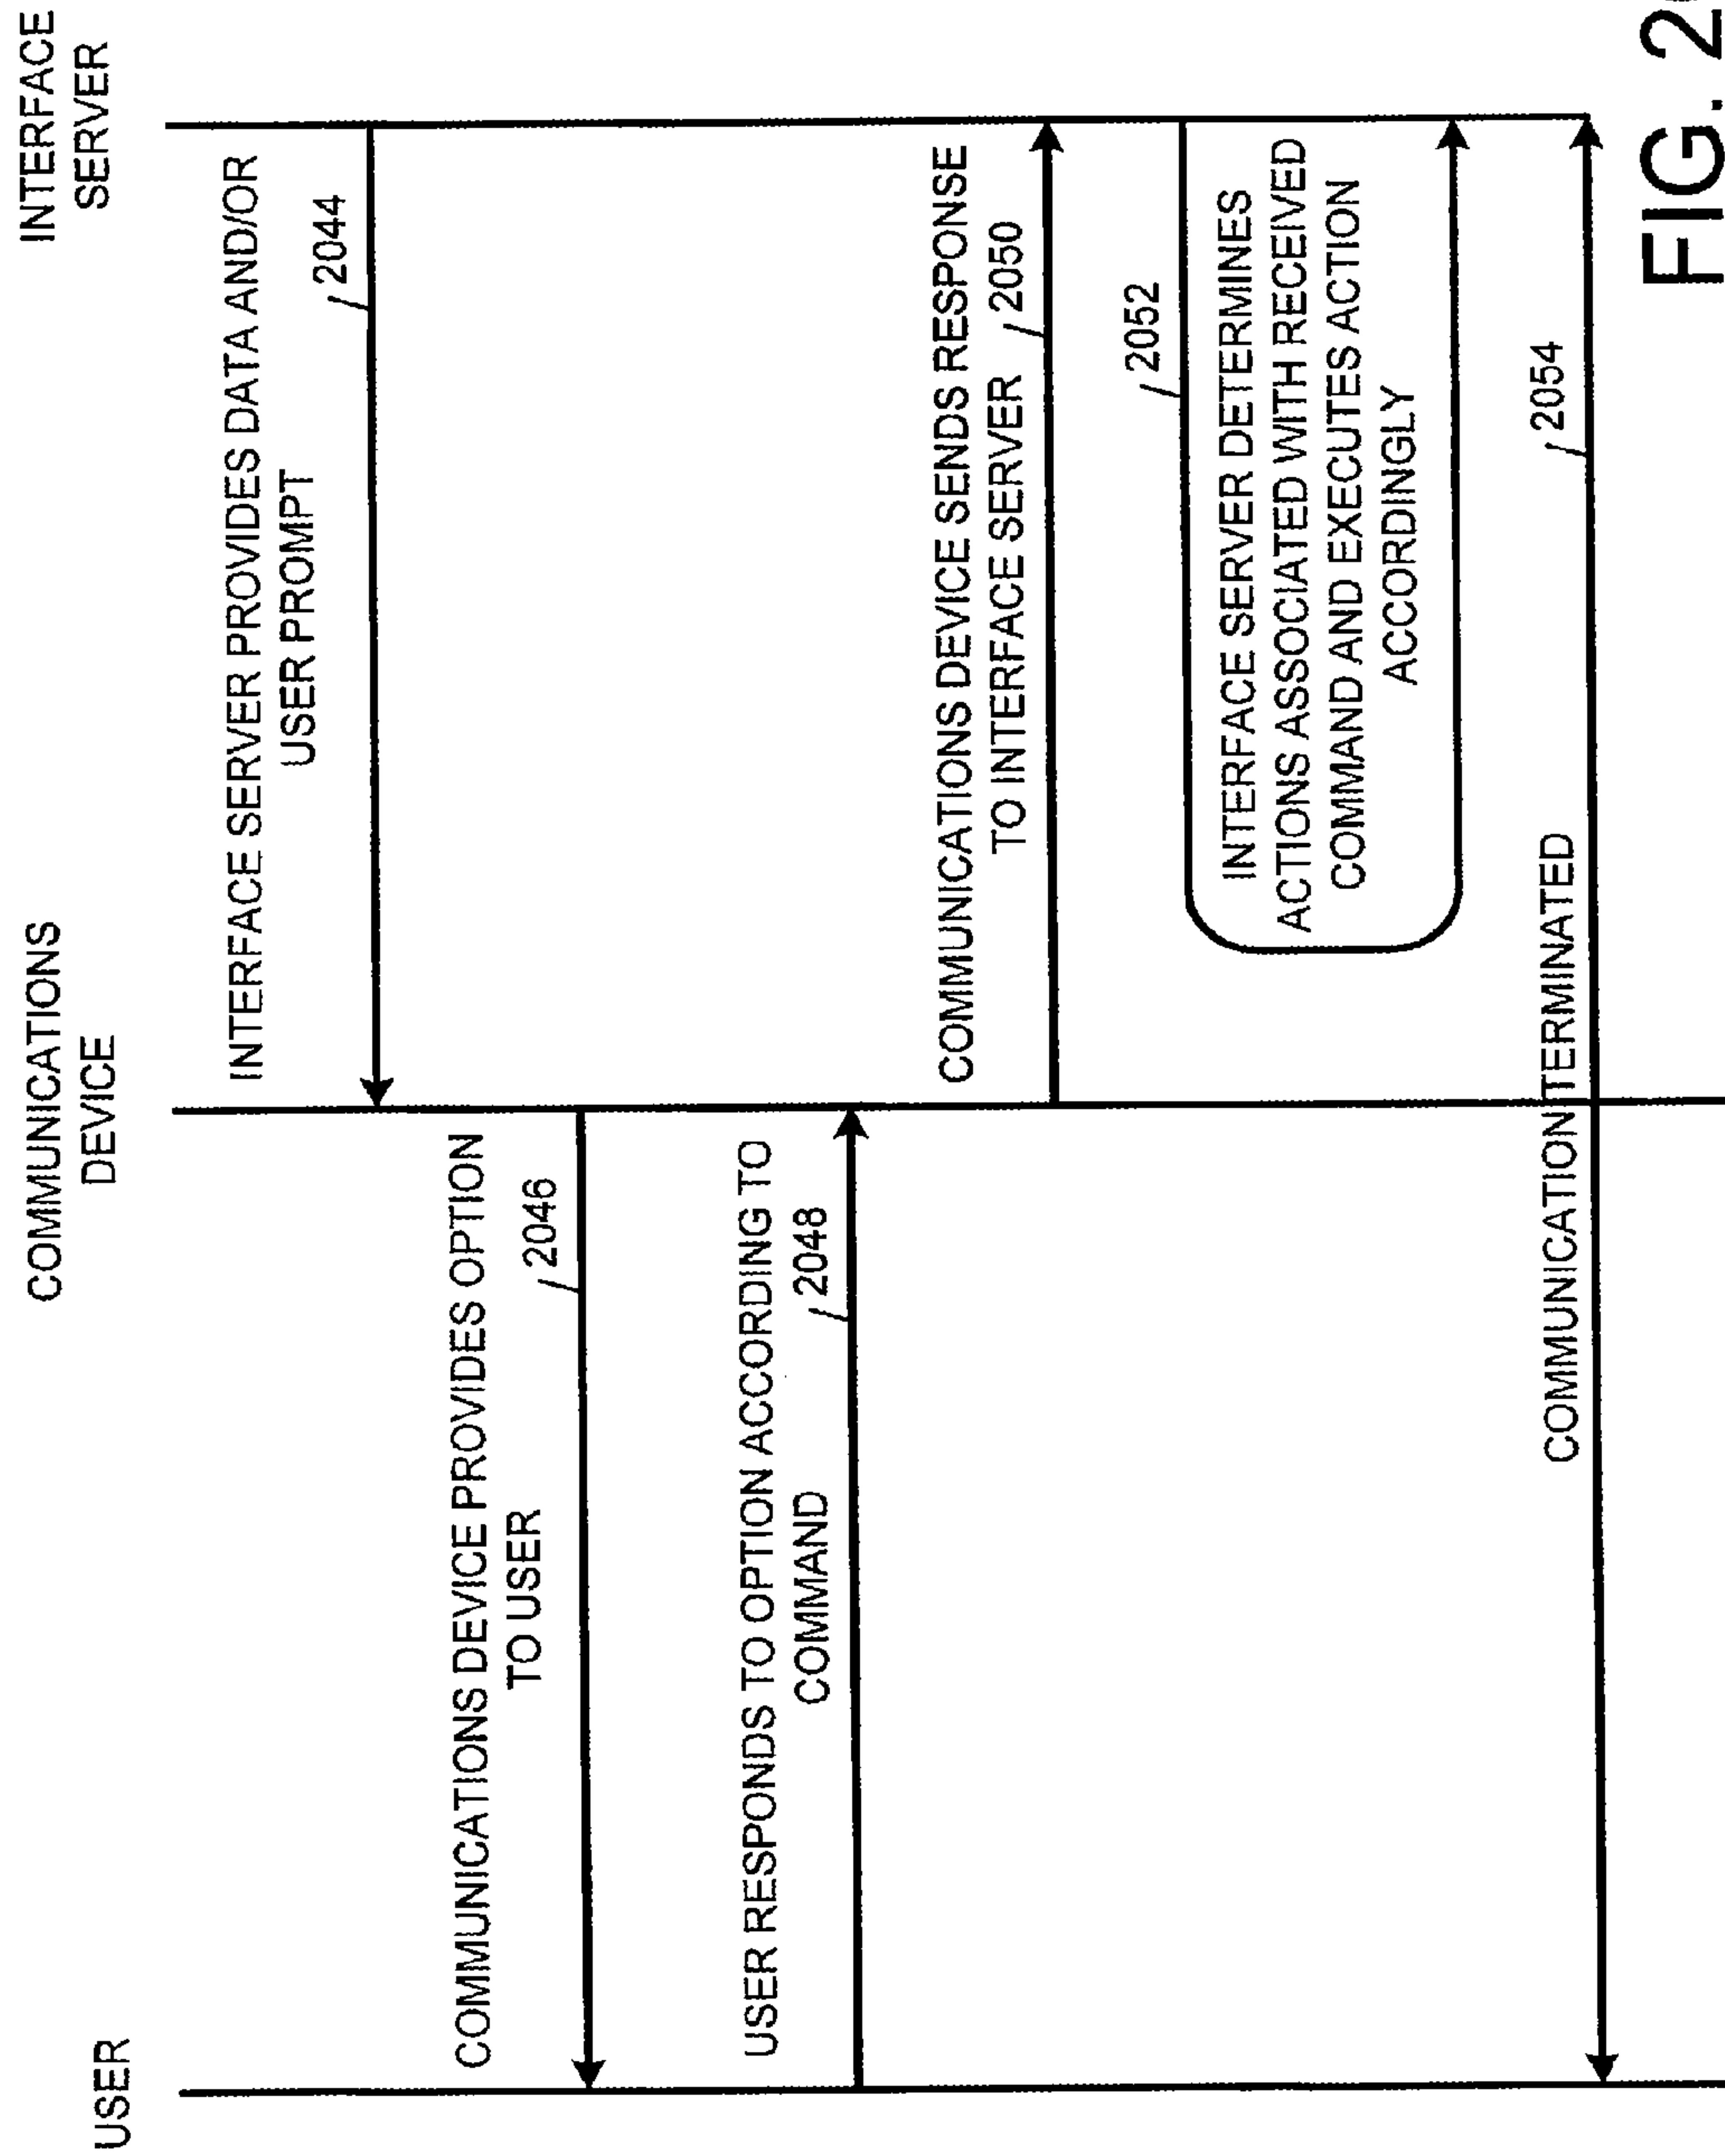 USER
COMMUNICATIONS
DEVICE
INTERFACE
SERVER
INTERFACE SERVER PROVIDES DATA AND/OR
USER PROMPT
2044
COMMUNICATIONS DEVICE PROVIDES OPTION
TO USER
2046
USER RESPONDS TO OPTION ACCORDING TO
COMMAND
2048
COMMUNICATIONS DEVICE SENDS RESPONSE
TO INTERFACE SERVER
2050
2052
INTERFACE SERVER DETERMINES
ACTIONS ASSOCIATED WITH RECEIVED
COMMAND AND EXECUTES ACTION
ACCORDINGLY
COMMUNICATION TERMINATED
2054
FIG. 2